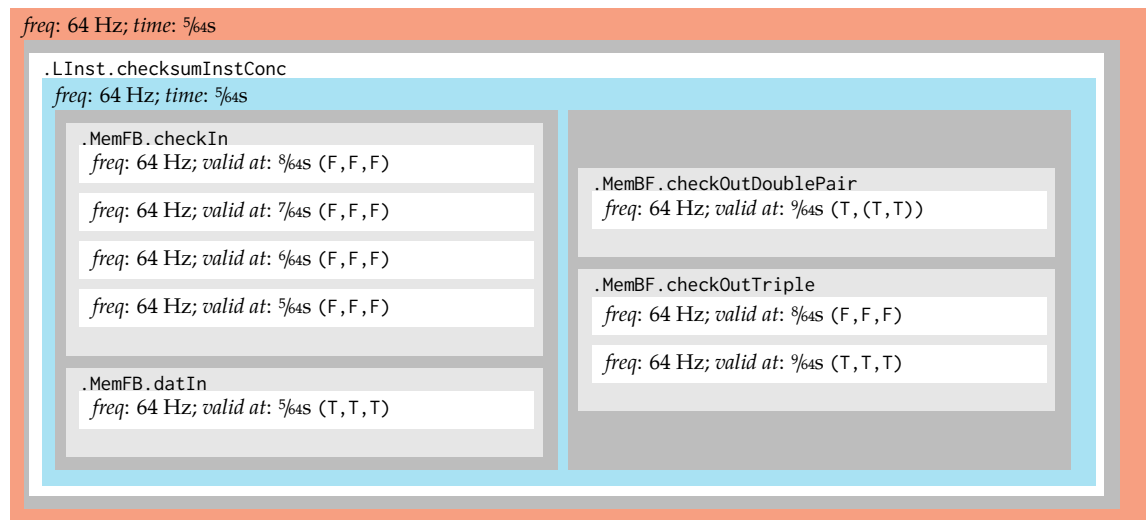 freq: 64 Hz; time: 5/64s
.LInst.checksumInstConc
freq: 64 Hz; time: 5/64s
.MemFB.checkIn
freq: 64 Hz; valid at: 8/64s (F,F,F)
freq: 64 Hz; valid at: 7/64s (F,F,F)
freq: 64 Hz; valid at: 6/64s (F,F,F)
freq: 64 Hz; valid at: 5/64s (F,F,F)
.MemFB.datIn
freq: 64 Hz; valid at: 5/64s (T,T,T)
.MemBF.checkOutDoublePair
freq: 64 Hz; valid at: 9/64s (T,(T,T))
.MemBF.checkOutTriple
freq: 64 Hz; valid at: 8/64s (F,F,F)
freq: 64 Hz; valid at: 9/64s (T,T,T)